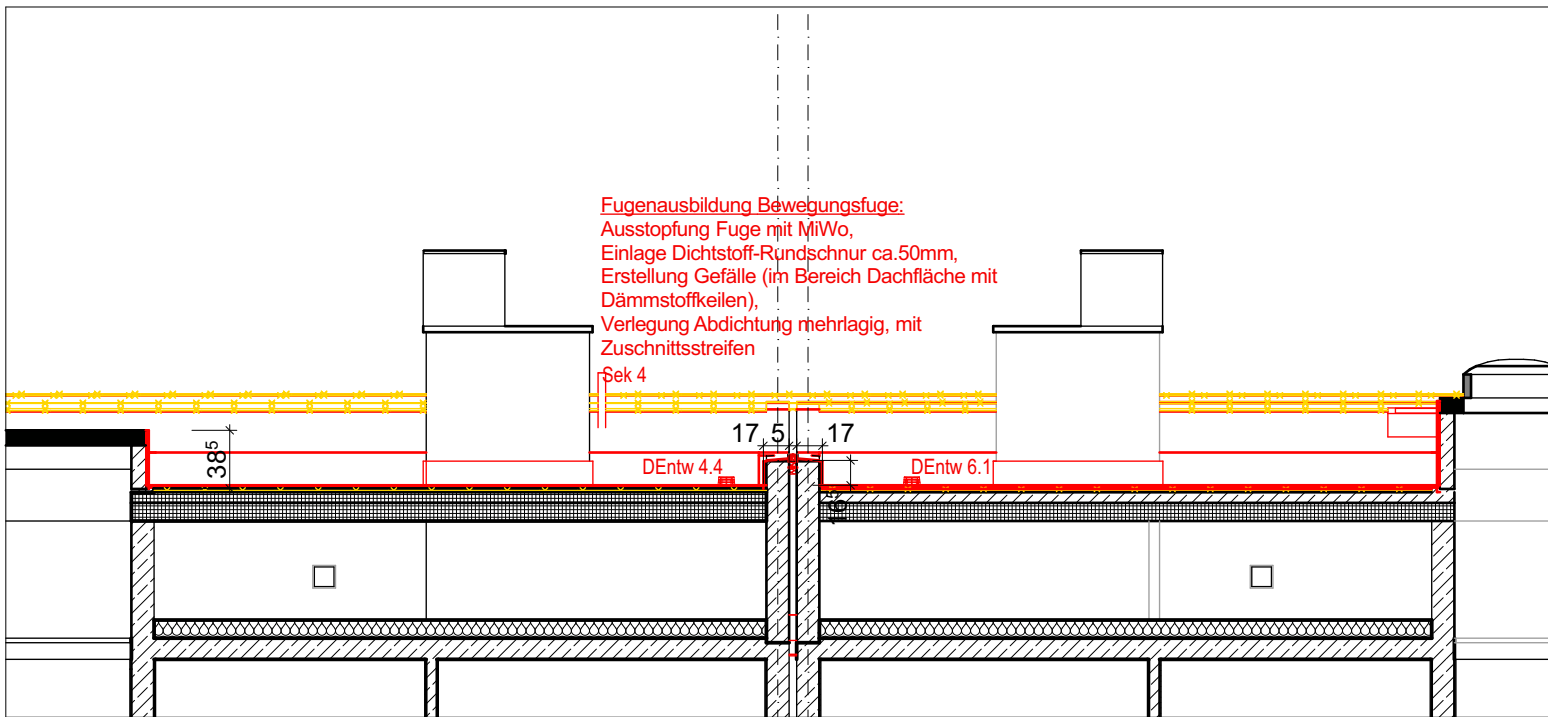 Fugenausbildung Bewegungsfuge:
Ausstopfung Fuge mit MiWo,
Einlage Dichtstoff-Rundschnur ca.50mm,
Erstellung Gefälle (im Bereich Dachfläche mit
Dämmstoffkeilen),
Verlegung Abdichtung mehrlagig, mit
Zuschnittsstreifen
Sek 4
17 5 17
38⁵
DEntw 4.4
DEntw 6.1
16⁵